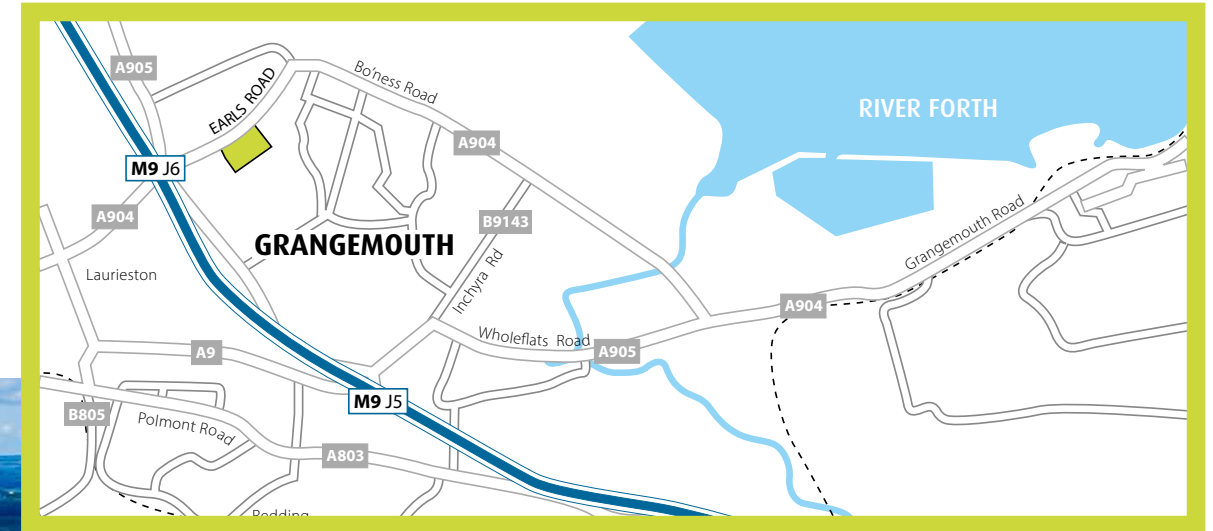 A905
EARLS ROAD
Bo'ness Road
RIVER FORTH
A904
M9 J6
A904
B9143
GRANGEMOUTH
Grangemouth Road
Laurieston
Inchyra Rd
A904
Wholeflats Road
A905
A9
M9 J5
B805
Polmont Road
A803
Redding